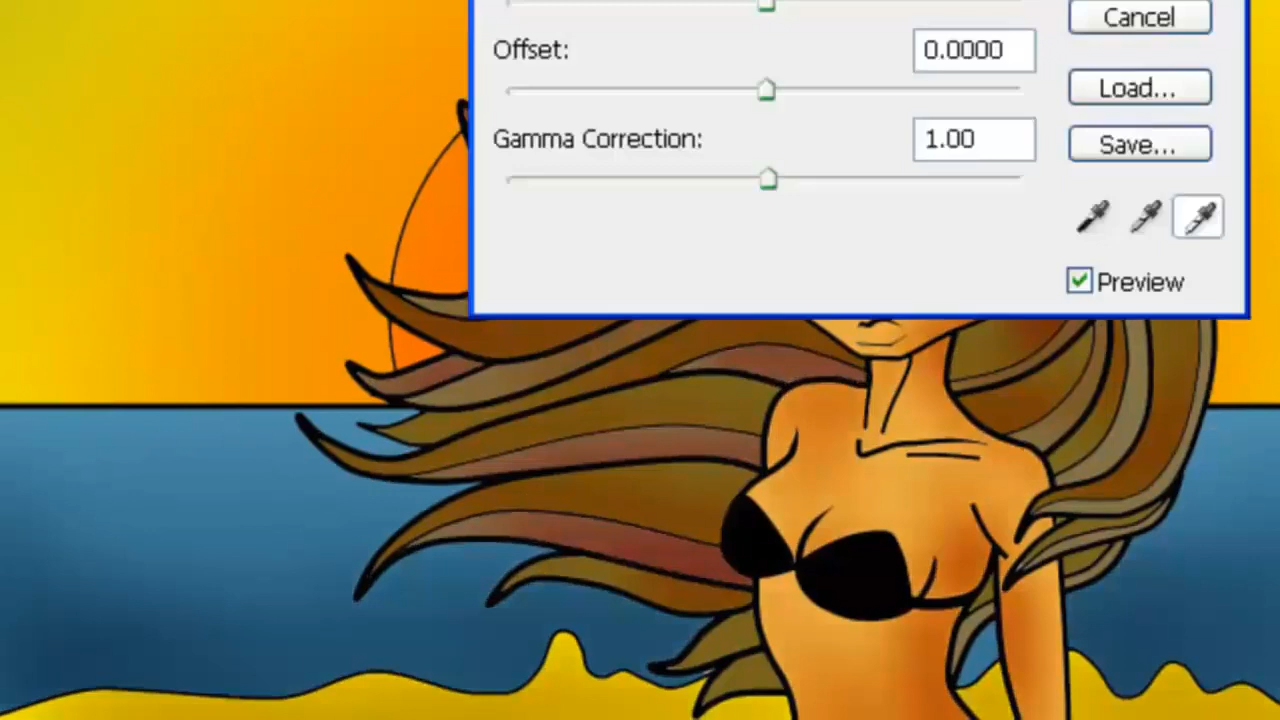 Cancel
Offset:
0.0000
Load...
Gamma Correction:
1.00
Save...
Preview